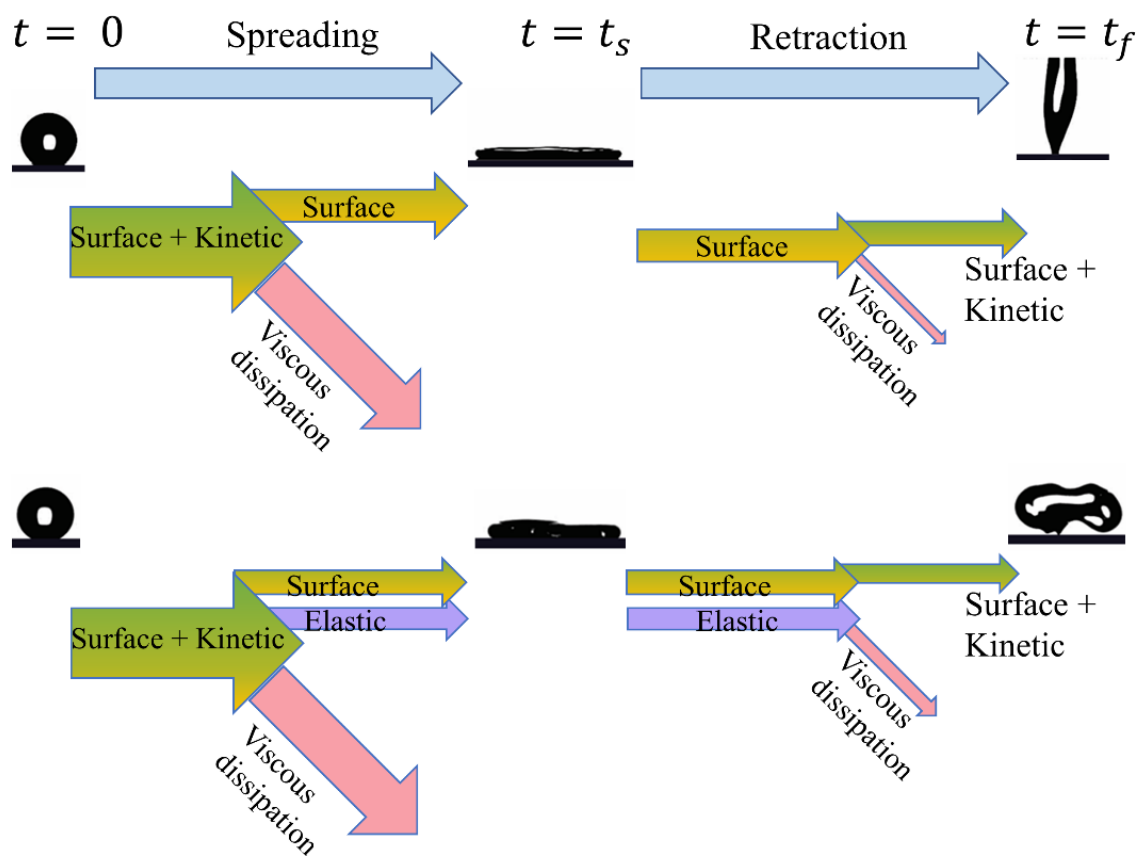 t = 0
Spreading
t = t_s
Retraction
t = t_f
Surface
Surface + Kinetic
Viscous
dissipation
Surface
Surface +
Kinetic
Viscous
dissipation
Surface
Elastic
Surface + Kinetic
Viscous
dissipation
Surface
Elastic
Surface +
Kinetic
Viscous
dissipation